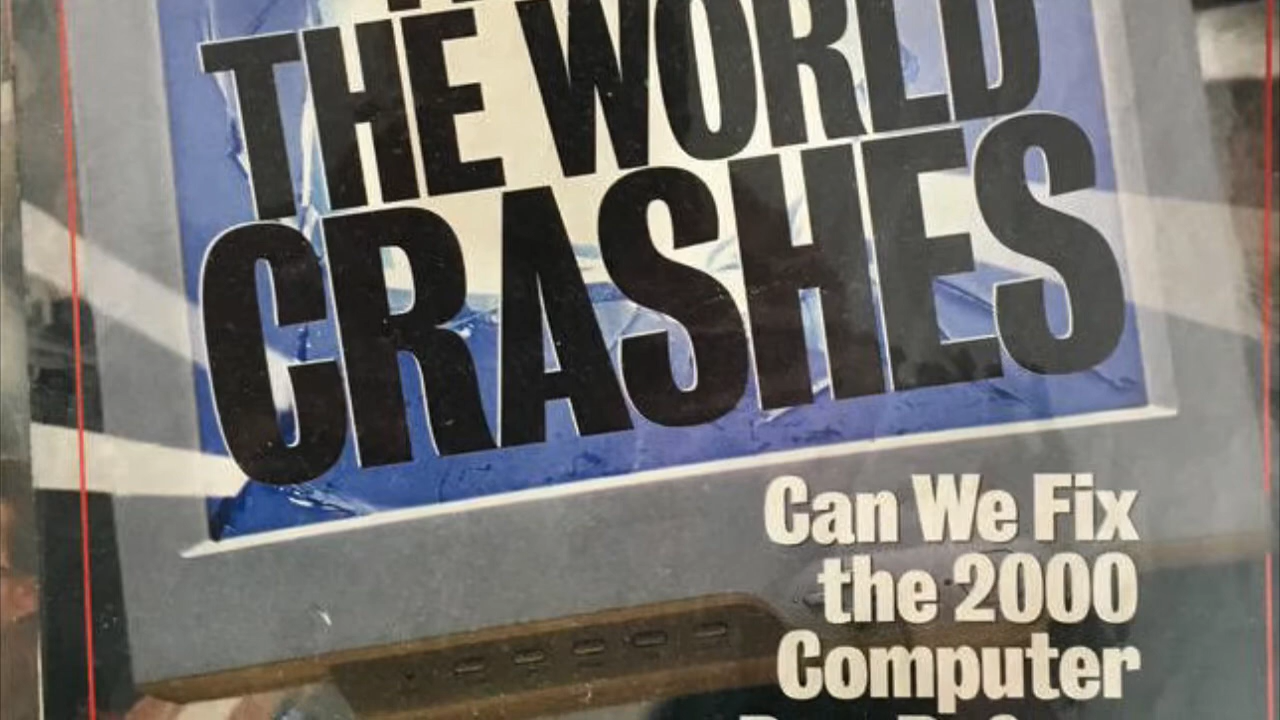 THE WORLD
CRASHES
Can We Fix
the 2000
Computer